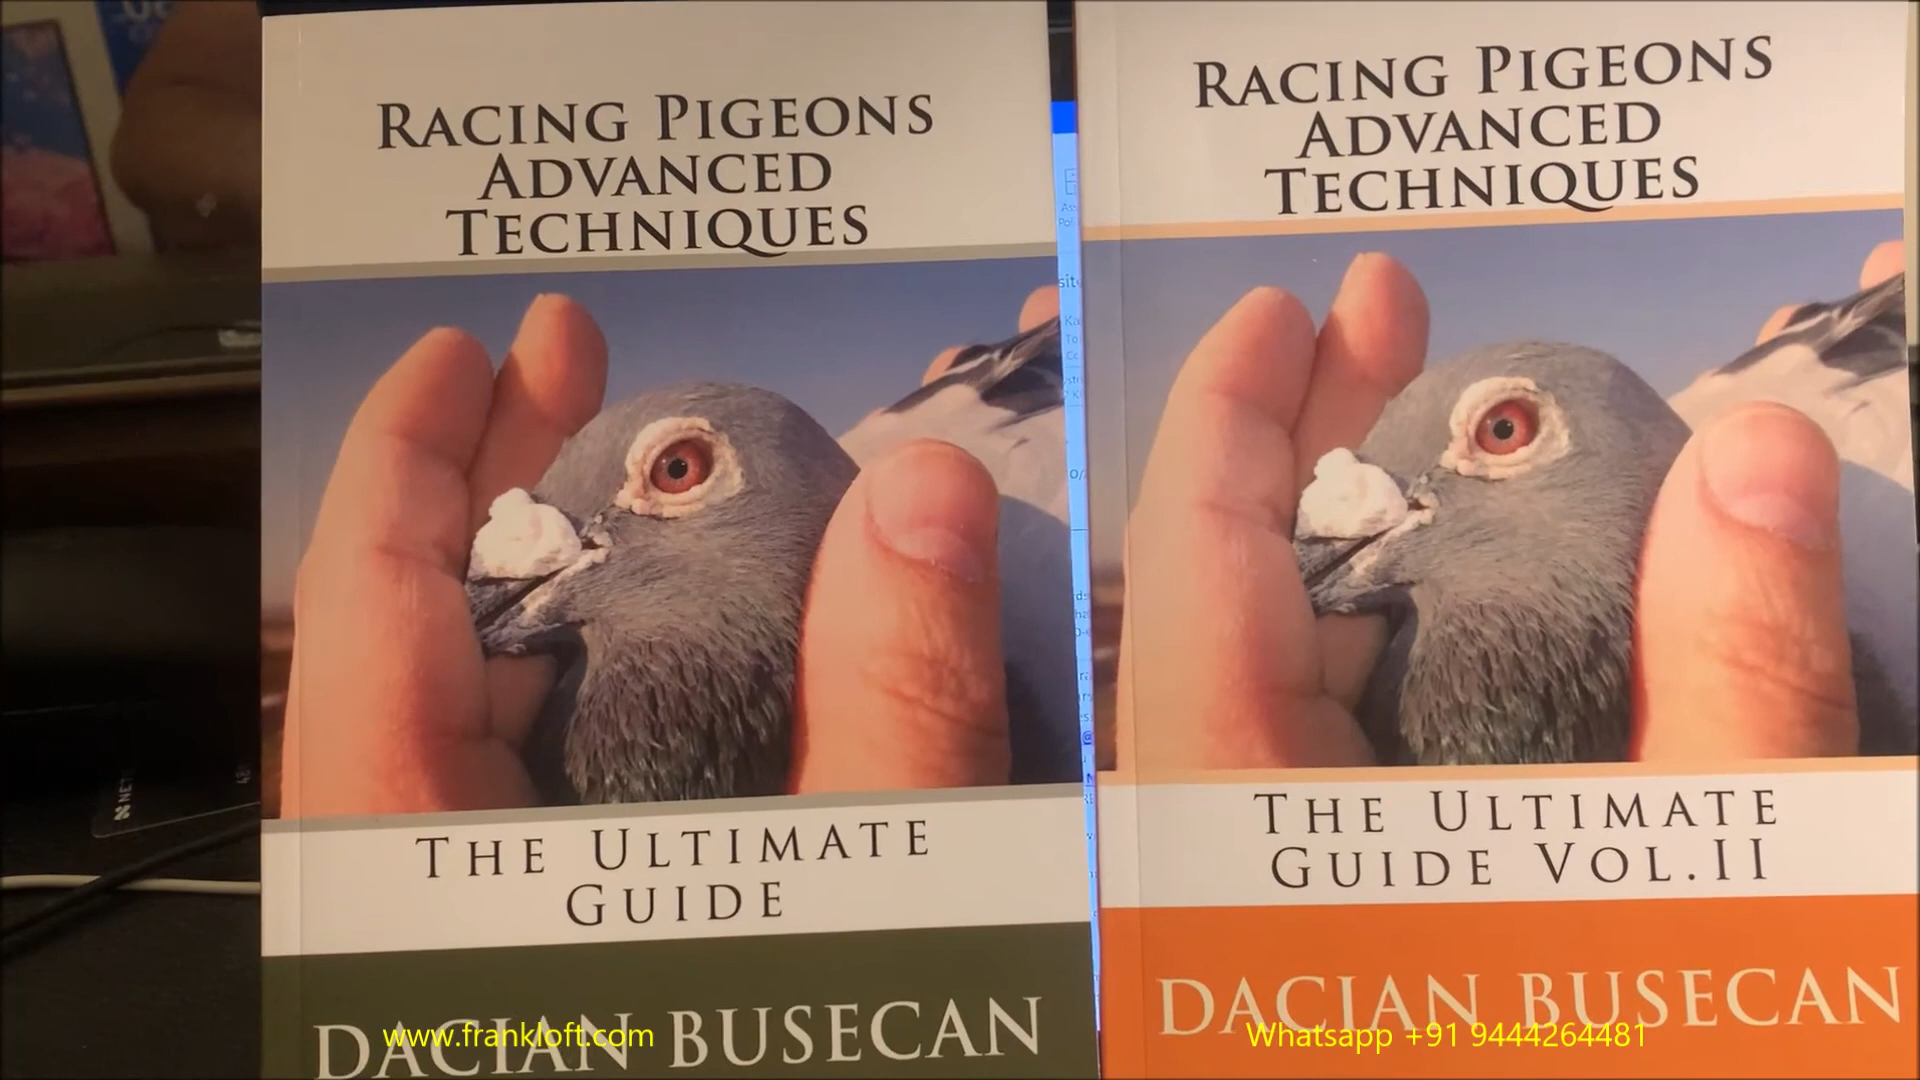 RACING PIGEONS
ADVANCED
TECHNIQUES
THE ULTIMATE
GUIDE
DACIAN BUSECAN
RACING PIGEONS
ADVANCED
TECHNIQUES
THE ULTIMATE
GUIDE VOL.II
DACIAN BUSECAN
www.frankloft.com
Whatsapp +91 9444264481